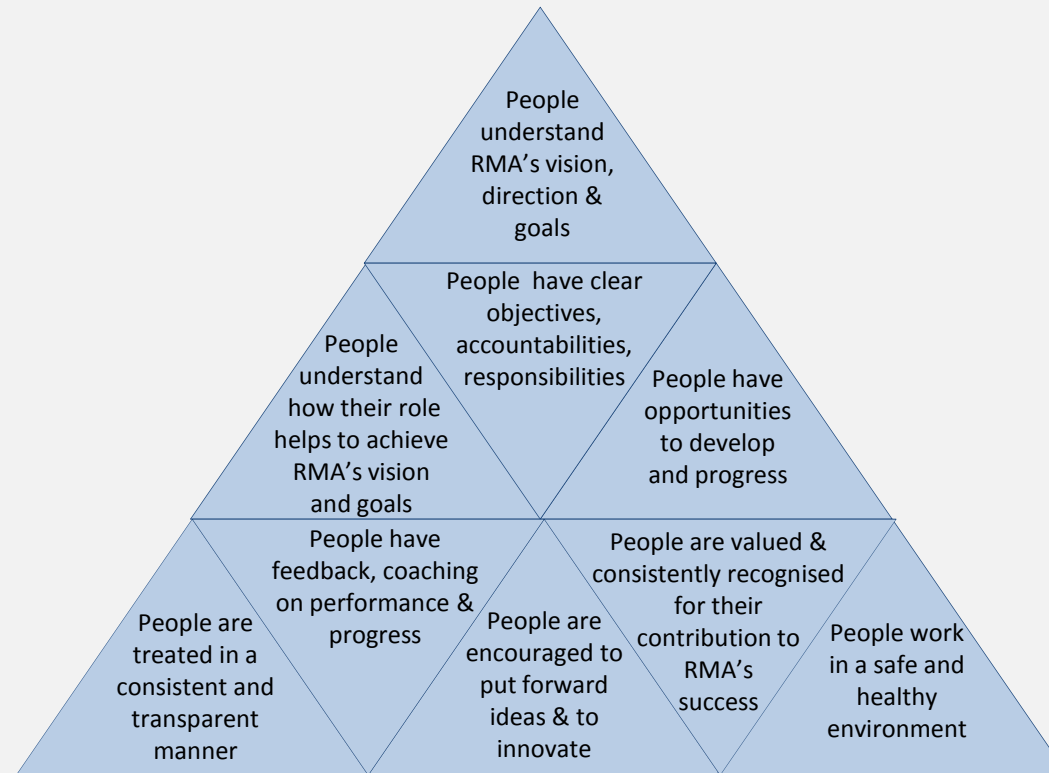 People
understand
RMA’s vision,
direction &
goals
People have clear
objectives,
accountabilities,
responsibilities
People
understand
how their role
helps to achieve
RMA’s vision
and goals
People have
opportunities
to develop
and progress
People have
feedback, coaching
on performance &
progress
People are valued &
consistently recognised
for their
contribution to
RMA’s
success
People are
treated in a
consistent and
transparent
manner
People are
encouraged to
put forward
ideas & to
innovate
People work
in a safe and
healthy
environment